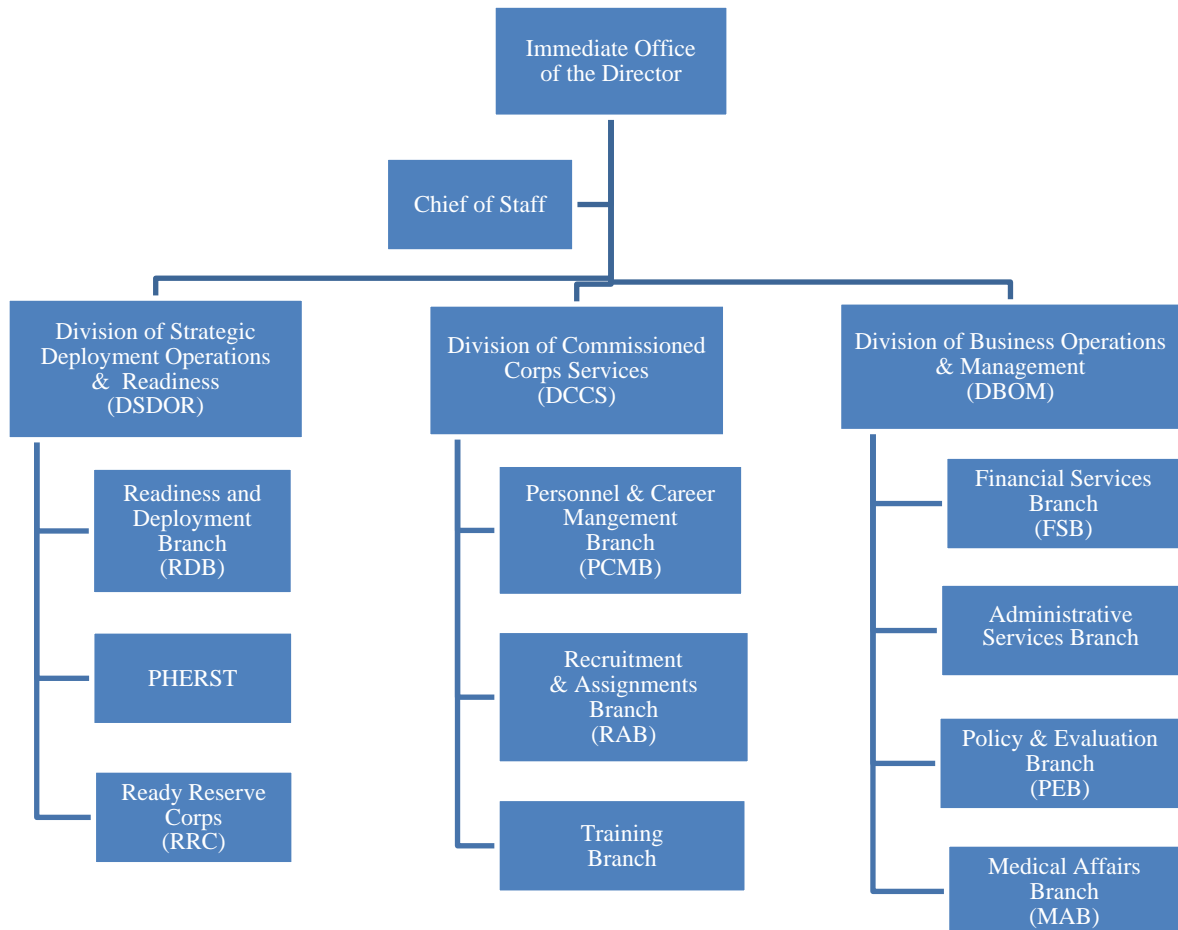 Immediate Office
of the Director
Chief of Staff
Division of Strategic
Deployment Operations
& Readiness
(DSDOR)
Readiness and
Deployment
Branch
(RDB)
PHERST
Ready Reserve
Corps
(RRC)
Division of Commissioned
Corps Services
(DCCS)
Personnel & Career
Mangement
Branch
(PCMB)
Recruitment
& Assignments
Branch
(RAB)
Training
Branch
Division of Business Operations
& Management
(DBOM)
Financial Services
Branch
(FSB)
Administrative
Services Branch
Policy & Evaluation
Branch
(PEB)
Medical Affairs
Branch
(MAB)